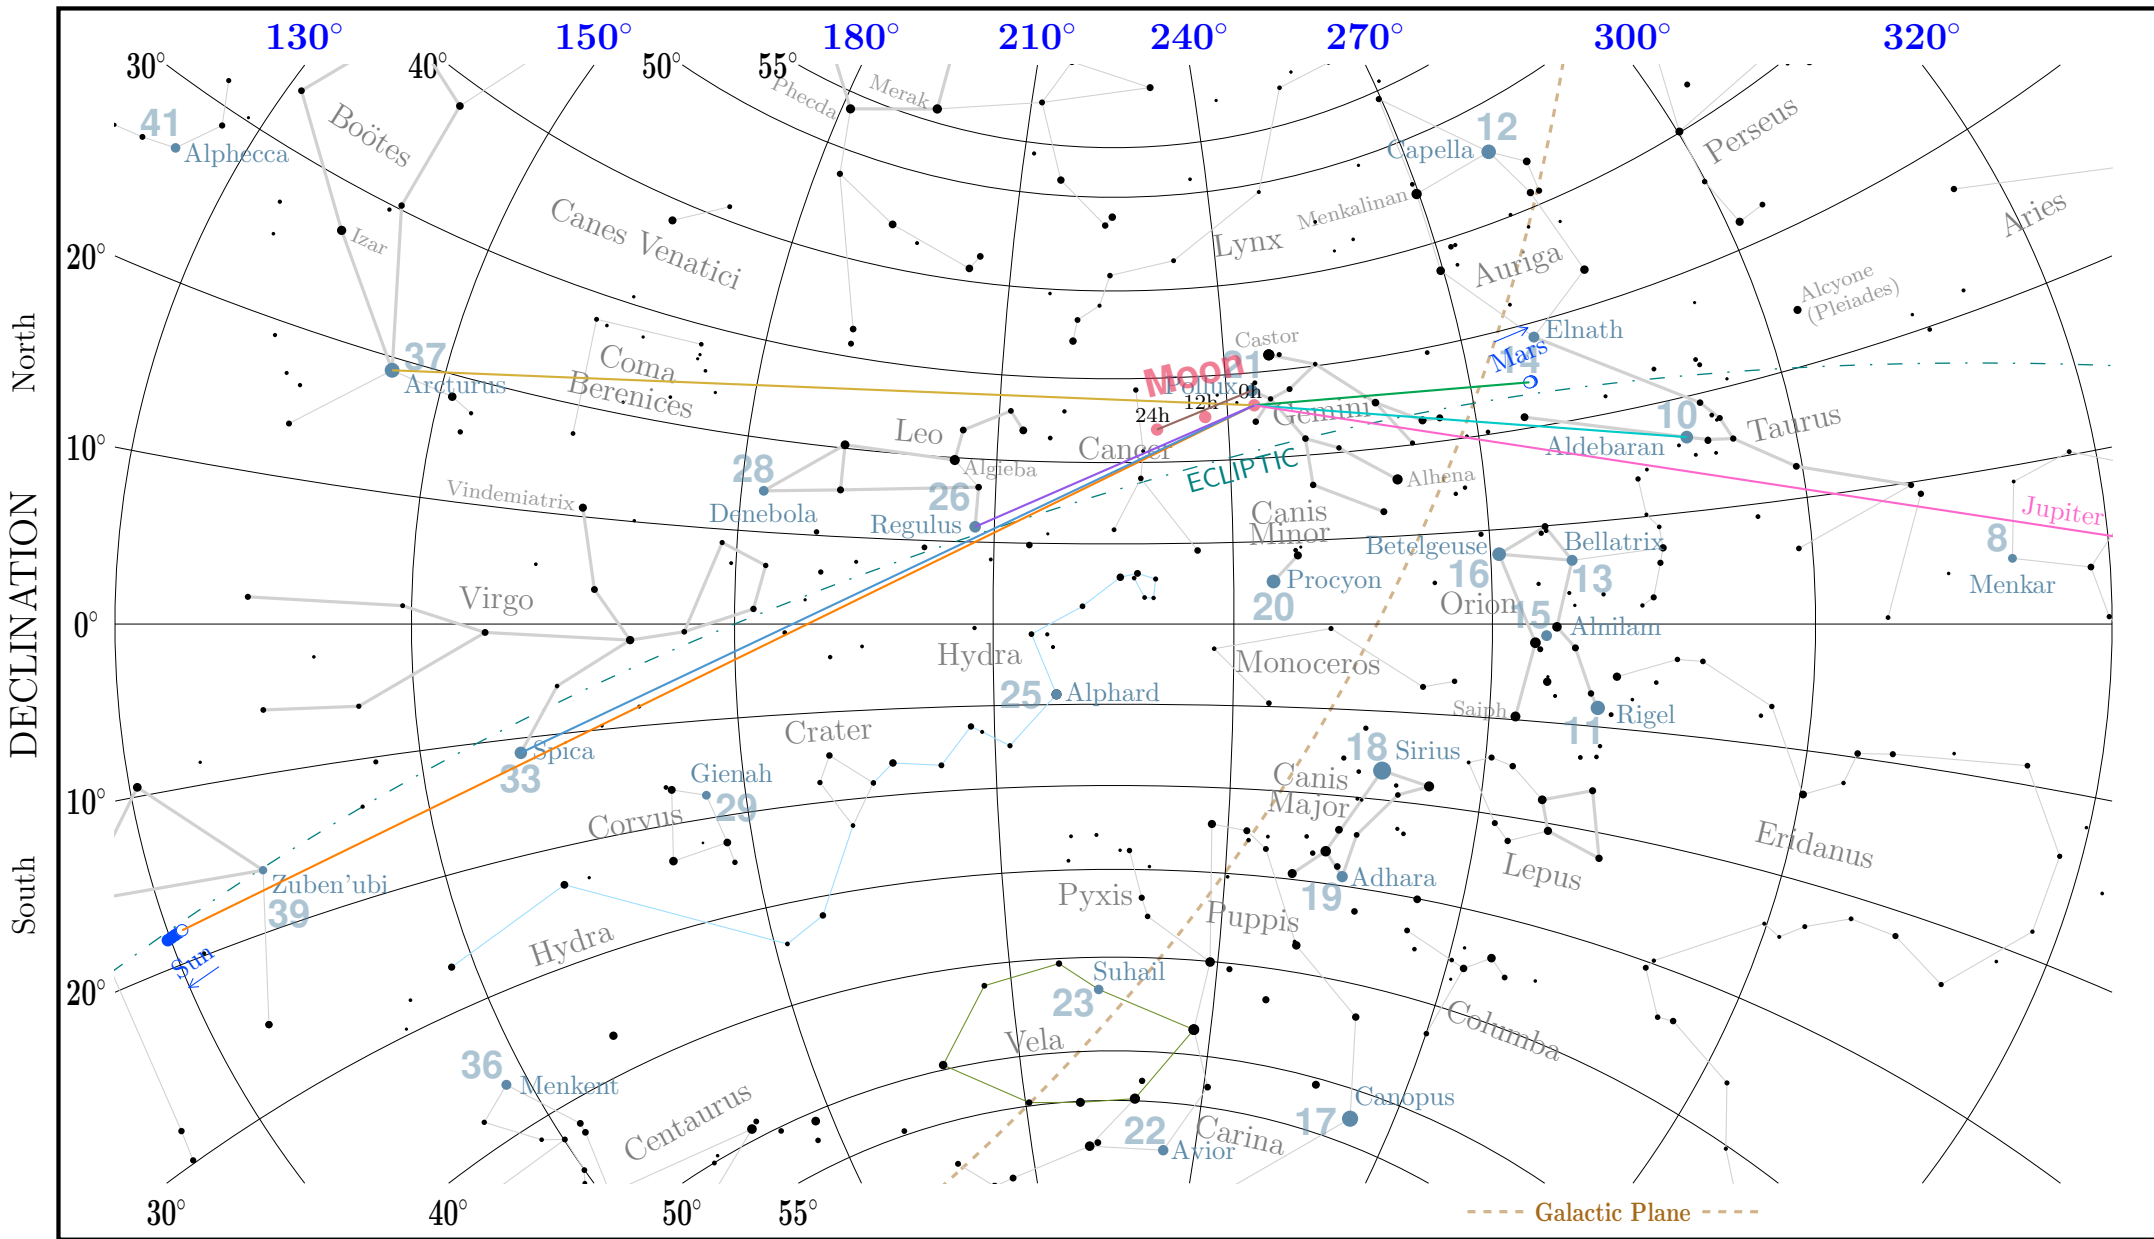 130° 150° 180° 210° 240° 270° 300° 320°
30° 40° 50° 55°
Phecda Merak
41 Alphecca
Boötes
Izar
Canes Venatici
12
Capella
Menkalinan
Perseus
Aries
Lynx
Auriga
Alcyone
(Pleiades)
20°
North
37
Arcturus
Coma
Berenices
Castor
31
Moon
Pollux
0h
12h
24h
Elnath
Mars
14
Gemini
10
Aldebaran
Taurus
10°
Leo
Cancer
28
Denebola
Algieba
26
Regulus
ECLIPTIC
Alhena
Vindemiatrix
Canis
Minor
Jupiter
8
Menkar
Betelgeuse
16
Bellatrix
13
Procyon
20
Orion
15
Alnilam
DECLINATION
0°
Virgo
Hydra
Monoceros
25
Alphard
Saiph
Rigel
11
Crater
Spica
33
Gienah
29
18
Sirius
Canis
Major
10°
Corvus
Eridanus
Lepus
South
Zuben'ubi
39
Pyxis
Puppis
Adhara
19
Hydra
Sun
20°
Suhail
23
Vela
Columba
36
Menkent
Centaurus
Canopus
17
22
Avior
Carina
30° 40° 50° 55°
Galactic Plane